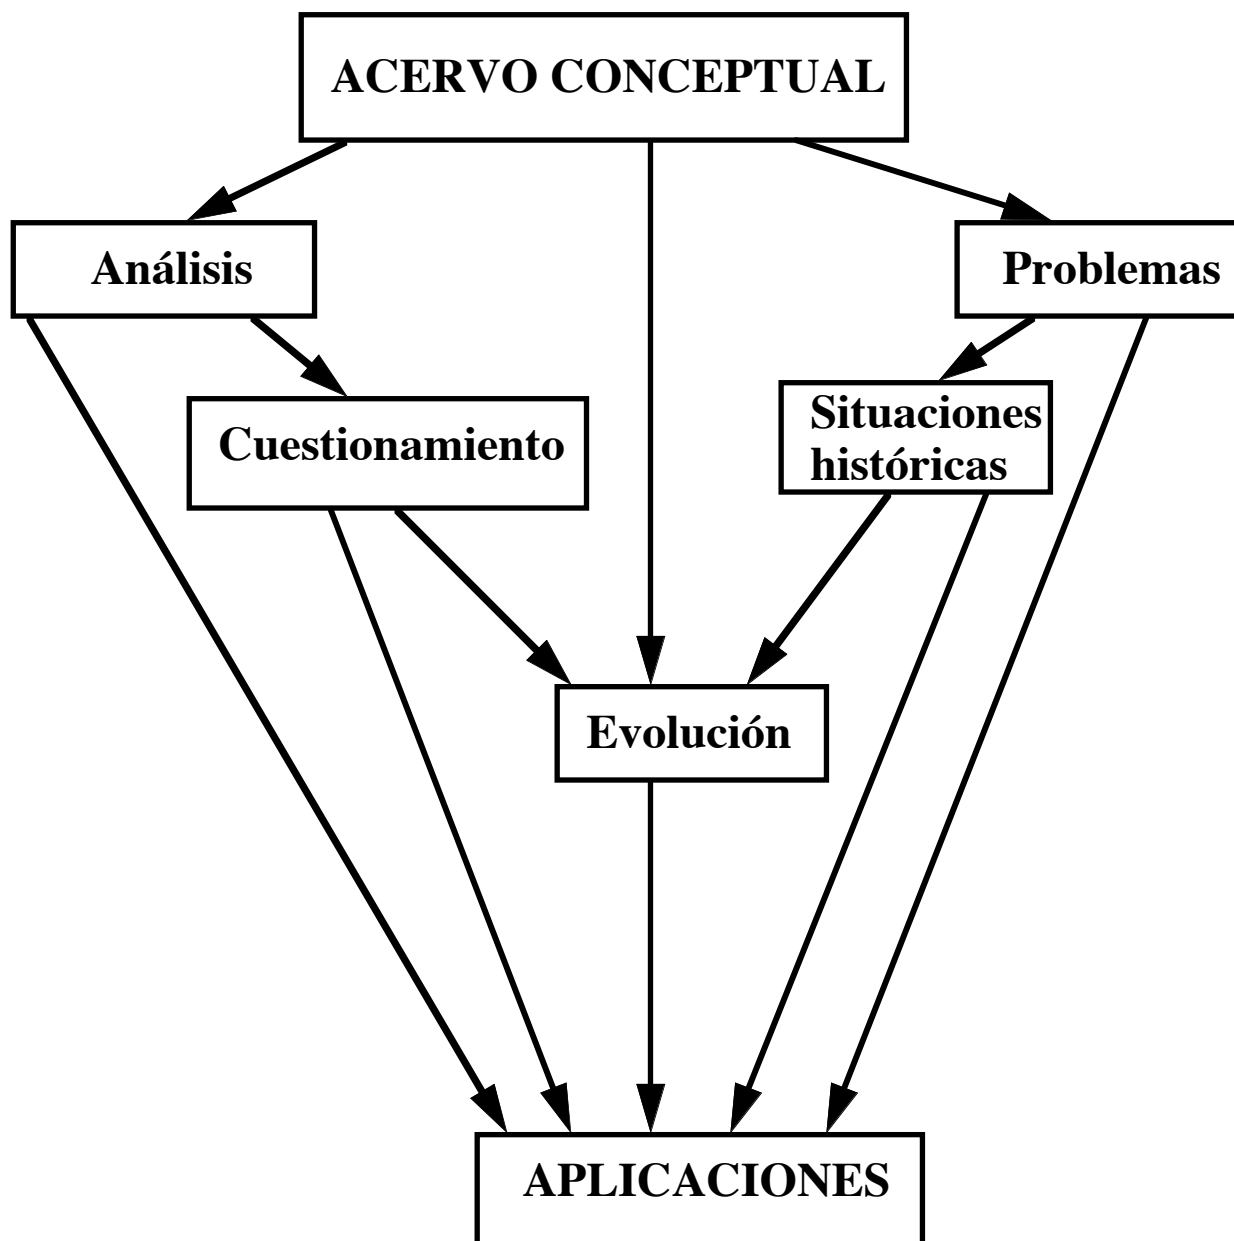 ACERVO CONCEPTUAL
Análisis
Problemas
Cuestionamiento
Situaciones
históricas
Evolución
APLICACIONES